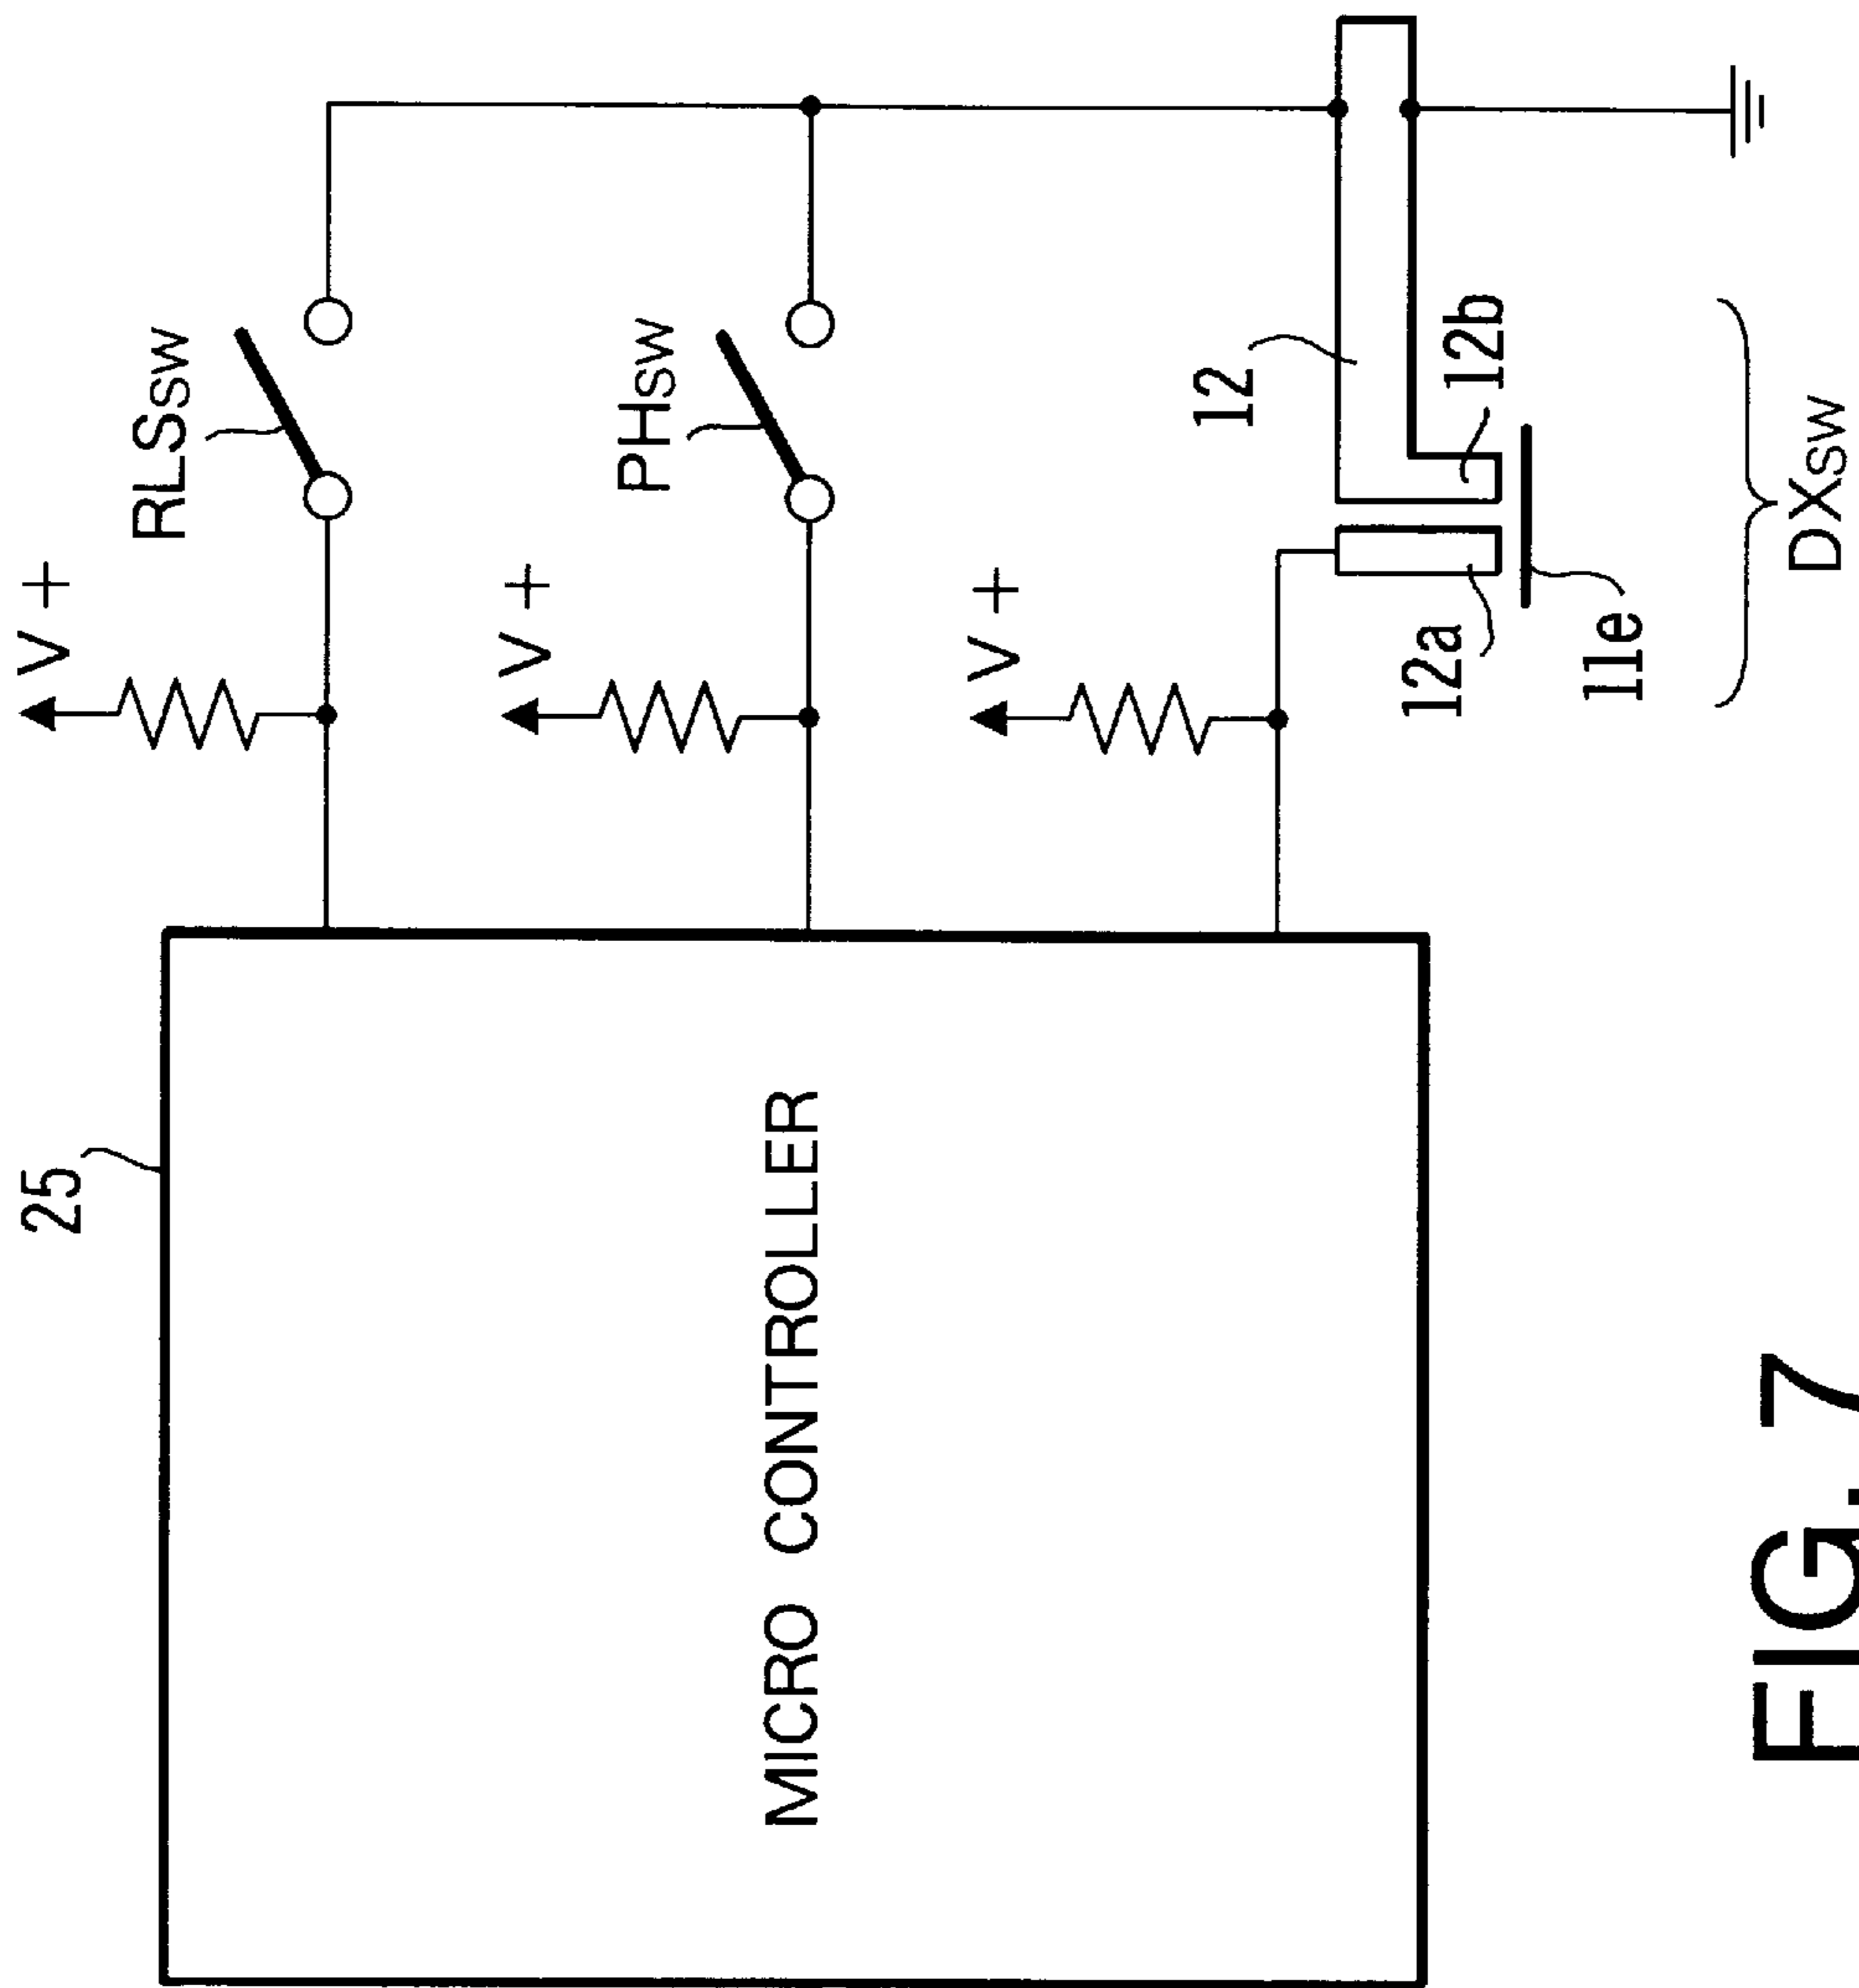 25
MICRO CONTROLLER
V +
RLSSW
V +
PHSW
V +
12
12a
12b
11e
DXSW
FIG. 7